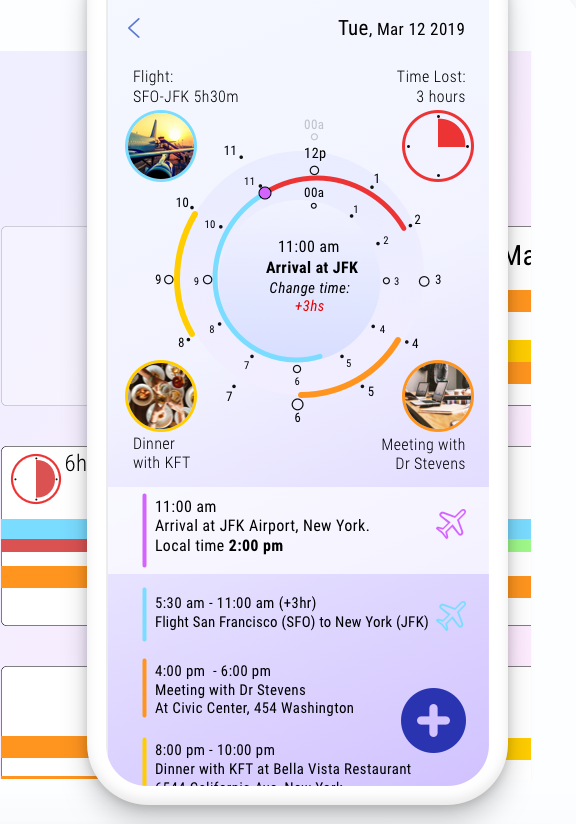 Tue, Mar 12 2019
Flight:
SFO-JFK 5h30m
Time Lost:
3 hours
00a
12p
11
11
00a
1
1
10
10
2
2
11:00 am
Arrival at JFK
Change time:
+3hs
9
9
3
3
8
8
4
4
7
7
5
5
6
6
Dinner
with KFT
Meeting with
Dr Stevens
Ma
6h
11:00 am
Arrival at JFK Airport, New York.
Local time 2:00 pm
5:30 am - 11:00 am (+3hr)
Flight San Francisco (SFO) to New York (JFK)
4:00 pm - 6:00 pm
Meeting with Dr Stevens
At Civic Center, 454 Washington
8:00 pm - 10:00 pm
Dinner with KFT at Bella Vista Restaurant